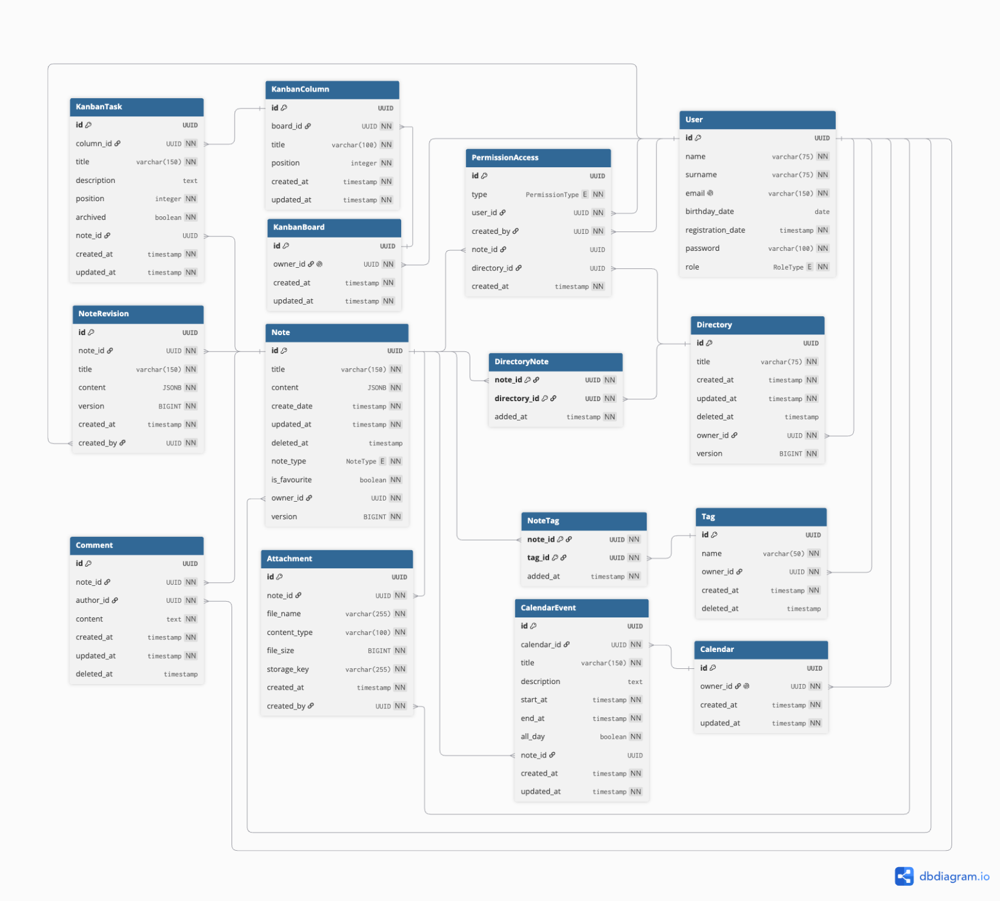 KanbanTask
id UUID
column_id UUID NN
title varchar(150) NN
description text
position integer NN
archived boolean NN
note_id UUID
created_at timestamp NN
updated_at timestamp NN
KanbanColumn
id UUID
board_id UUID NN
title varchar(100) NN
position integer NN
created_at timestamp NN
updated_at timestamp NN
KanbanBoard
id UUID
owner_id UUID NN
created_at timestamp NN
updated_at timestamp NN
PermissionAccess
id UUID
type PermissionType E NN
user_id UUID NN
created_by UUID NN
note_id UUID
directory_id UUID
created_at timestamp NN
User
id UUID
name varchar(75) NN
surname varchar(75) NN
email varchar(150) NN
birthday_date date
registration_date timestamp NN
password varchar(100) NN
role RoleType E NN
NoteRevision
id UUID
note_id UUID NN
title varchar(150) NN
content JSONB NN
version BIGINT NN
created_at timestamp NN
created_by UUID NN
Note
id UUID
title varchar(150) NN
content JSONB NN
create_date timestamp NN
updated_at timestamp NN
deleted_at timestamp
note_type NoteType E NN
is_favourite boolean NN
owner_id UUID NN
version BIGINT NN
DirectoryNote
note_id UUID NN
directory_id UUID NN
added_at timestamp NN
Directory
id UUID
title varchar(75) NN
created_at timestamp NN
updated_at timestamp NN
deleted_at timestamp
owner_id UUID NN
version BIGINT NN
Comment
id UUID
note_id UUID NN
author_id UUID NN
content text NN
created_at timestamp NN
updated_at timestamp NN
deleted_at timestamp
Attachment
id UUID
note_id UUID NN
file_name varchar(255) NN
content_type varchar(100) NN
file_size BIGINT NN
storage_key varchar(255) NN
created_at timestamp NN
created_by UUID NN
NoteTag
note_id UUID NN
tag_id UUID NN
added_at timestamp NN
Tag
id UUID
name varchar(50) NN
owner_id UUID NN
created_at timestamp NN
deleted_at timestamp
CalendarEvent
id UUID
calendar_id UUID NN
title varchar(150) NN
description text
start_at timestamp NN
end_at timestamp NN
all_day boolean NN
note_id UUID
created_at timestamp NN
updated_at timestamp NN
Calendar
id UUID
owner_id UUID NN
created_at timestamp NN
updated_at timestamp NN
dbdiagram.io